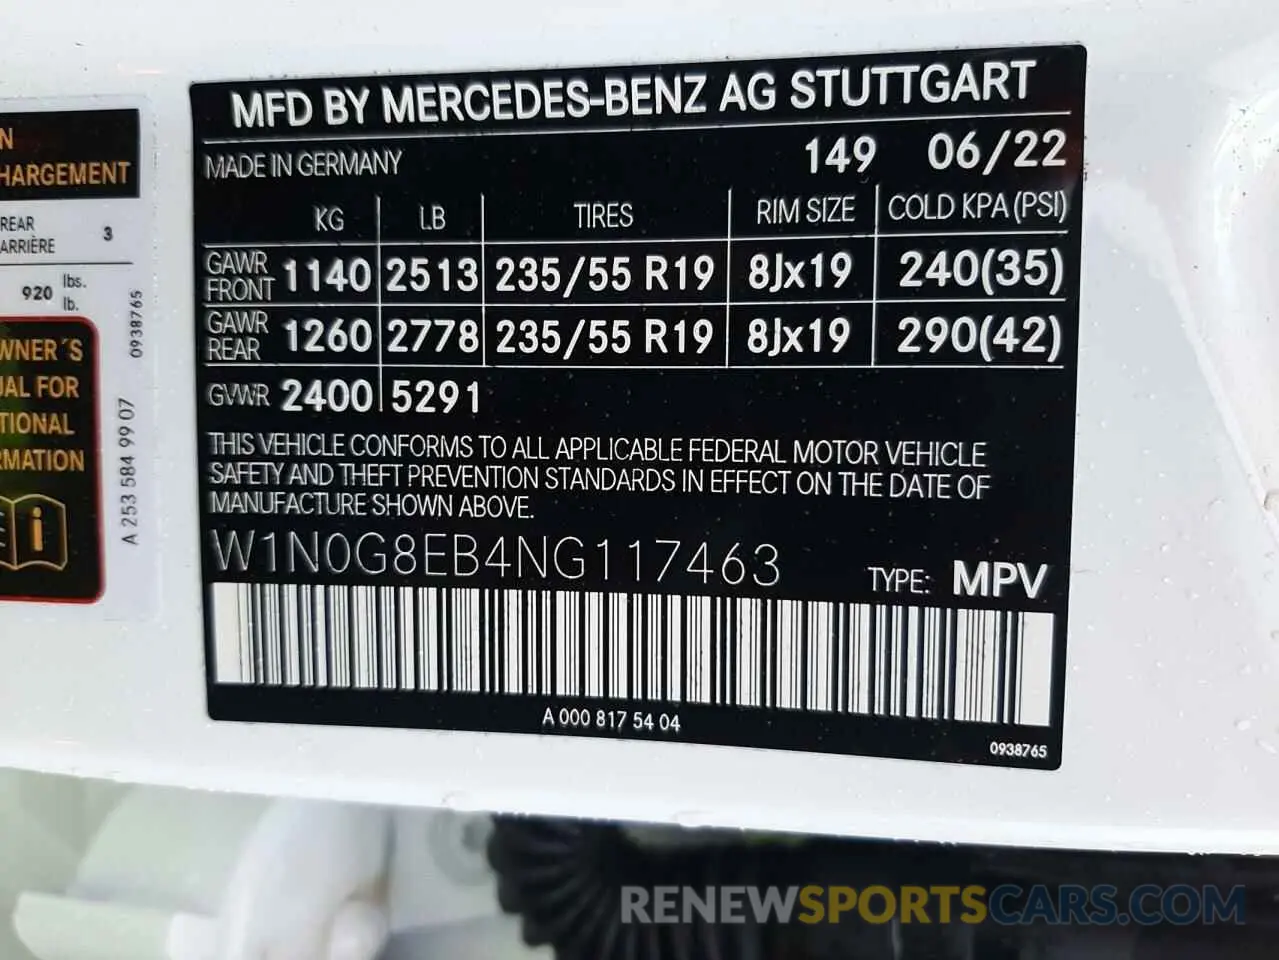 MFD BY MERCEDES-BENZ AG STUTTGART
MADE IN GERMANY 149 06/22
KG LB TIRES RIM SIZE COLD KPA (PSI)
GAWR FRONT 1140 2513 235/55 R19 8Jx19 240(35)
GAWR REAR 1260 2778 235/55 R19 8Jx19 290(42)
GVWR 2400 5291
THIS VEHICLE CONFORMS TO ALL APPLICABLE FEDERAL MOTOR VEHICLE
SAFETY AND THEFT PREVENTION STANDARDS IN EFFECT ON THE DATE OF
MANUFACTURE SHOWN ABOVE.
W1N0G8EB4NG117463 TYPE: MPV
A 000 817 54 04
0938765
N
HARGEMENT
REAR
ARRIÈRE 3
920 lbs.
lb.
WNER´S
UAL FOR
TIONAL
RMATION
i
0938765
A 253 584 99 07
RENEWSPORTSCARS.COM